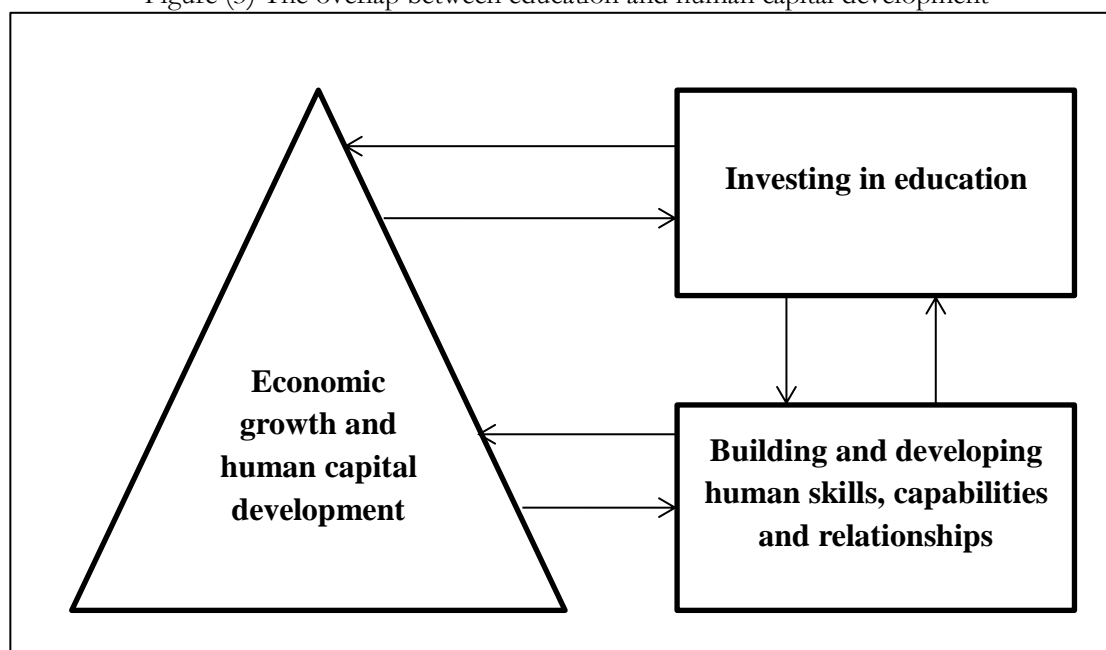 Figure (3) The overlap between education and human capital development
Investing in education
Economic
growth and
human capital
development
Building and developing
human skills, capabilities
and relationships